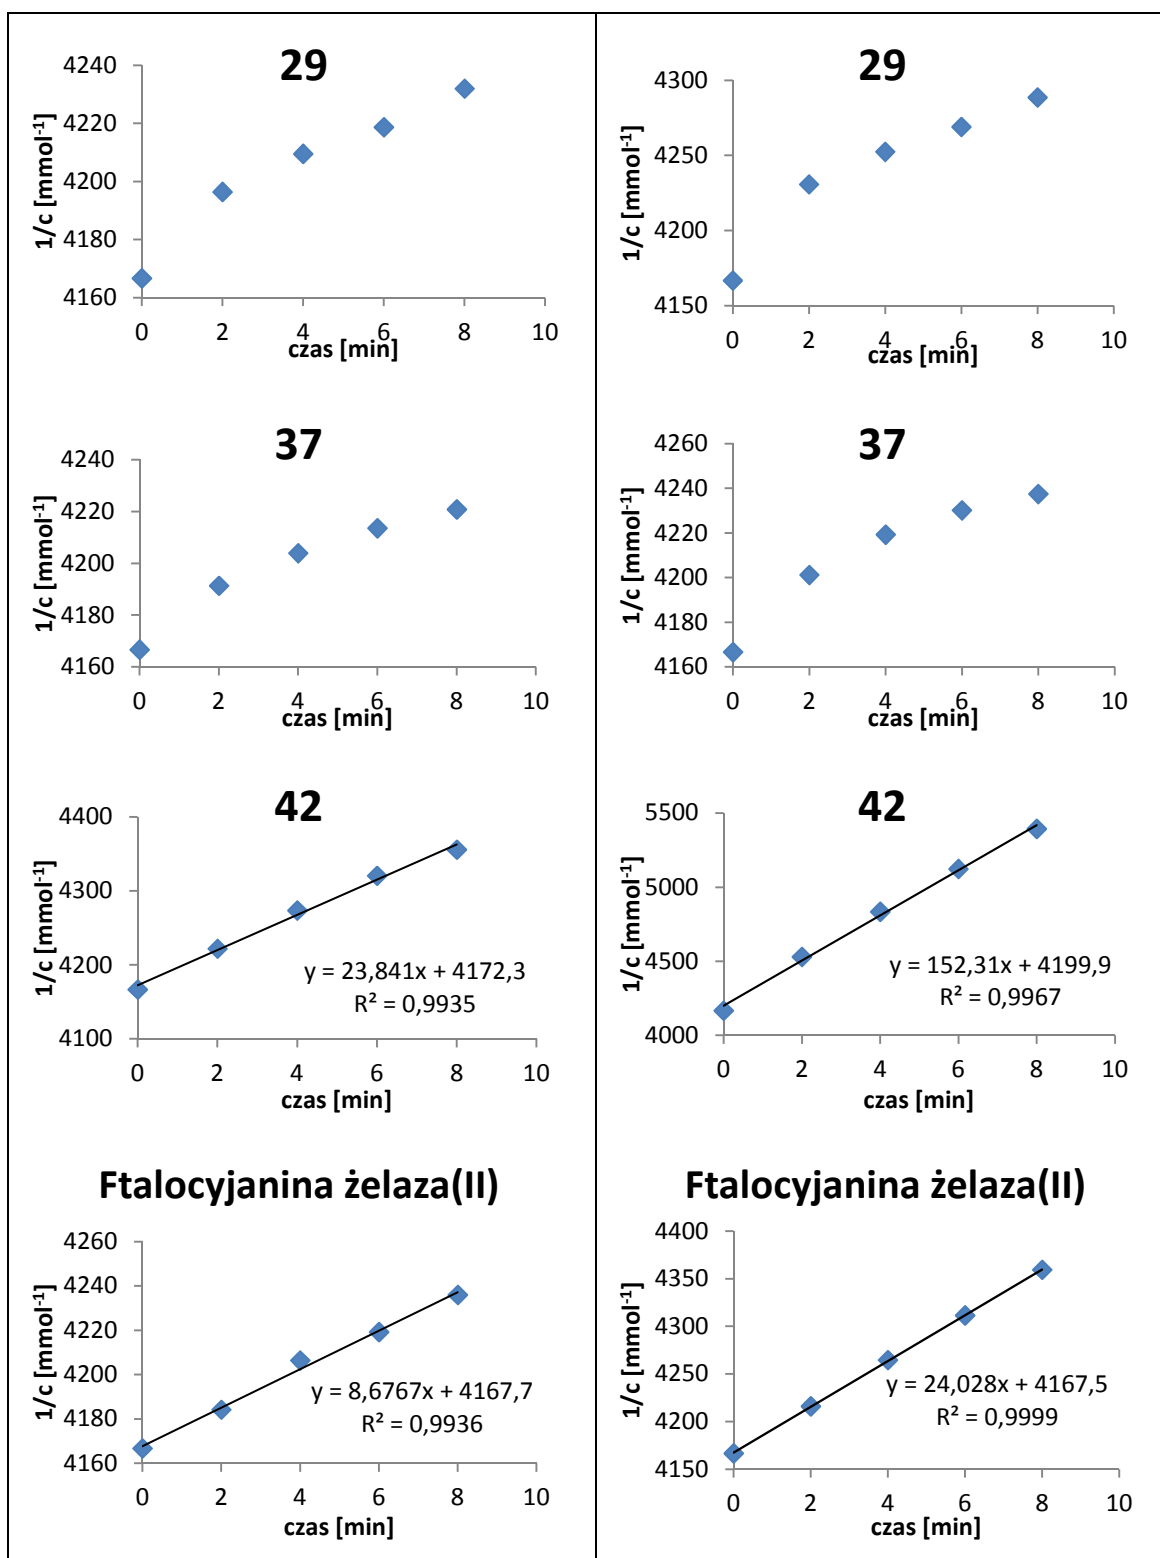 29
1/c [mmol-1]
4240
4220
4200
4180
4160
0 2 4 6 8 10
czas [min]
29
1/c [mmol-1]
4300
4250
4200
4150
0 2 4 6 8 10
czas [min]
37
1/c [mmol-1]
4240
4220
4200
4180
4160
0 2 4 6 8 10
czas [min]
37
1/c [mmol-1]
4260
4240
4220
4200
4180
4160
0 2 4 6 8 10
czas [min]
42
1/c [mmol-1]
4400
4300
4200
4100
y = 23,841x + 4172,3
R² = 0,9935
0 2 4 6 8 10
czas [min]
42
1/c [mmol-1]
5500
5000
4500
4000
y = 152,31x + 4199,9
R² = 0,9967
0 2 4 6 8 10
czas [min]
Ftalocyjanina żelaza(II)
1/c [mmol-1]
4260
4240
4220
4200
4180
4160
y = 8,6767x + 4167,7
R² = 0,9936
0 2 4 6 8 10
czas [min]
Ftalocyjanina żelaza(II)
1/c [mmol-1]
4400
4350
4300
4250
4200
4150
y = 24,028x + 4167,5
R² = 0,9999
0 2 4 6 8 10
czas [min]